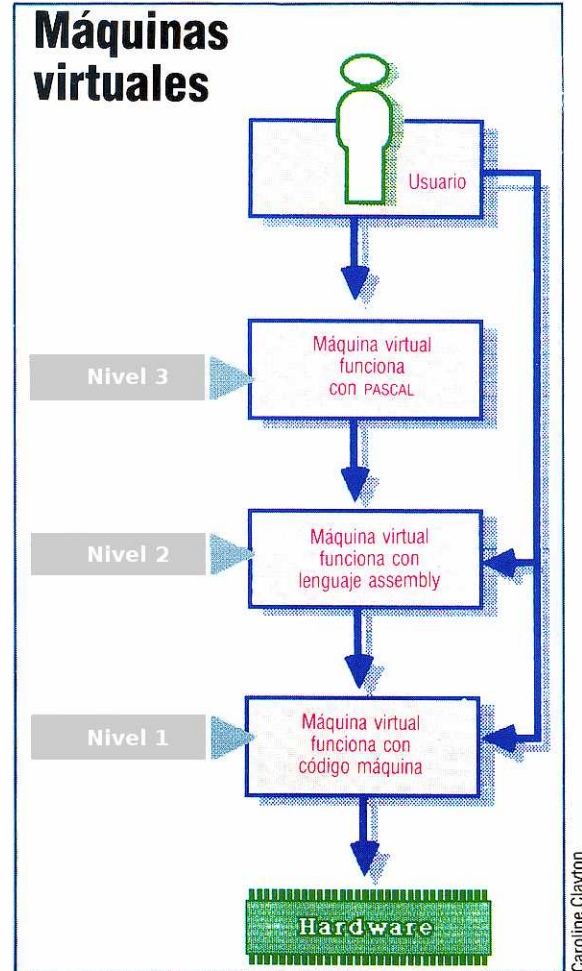 Máquinas
virtuales
Usuario
Nivel 3
Máquina virtual
funciona
con PASCAL
Nivel 2
Máquina virtual
funciona con
lenguaje assembly
Nivel 1
Máquina virtual
funciona con
código máquina
Hardware
Caroline Clayton